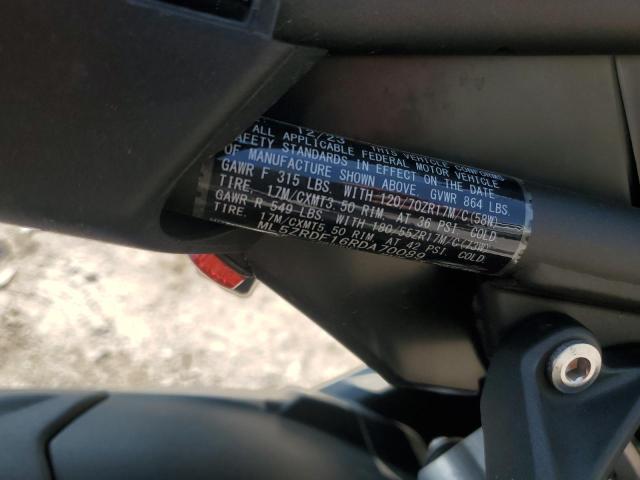 12/23 THIS VEHICLE CONFORMS
ALL APPLICABLE FEDERAL MOTOR VEHICLE
SAFETY STANDARDS IN EFFECT ON THE DATE
OF MANUFACTURE SHOWN ABOVE. GVWR 864 LBS.
GAWR F 315 LBS. WITH 120/70ZR17M/C(58W)
TIRE. 17M/CXMT3.50 RIM. AT 36 PSI. COLD
GAWR R 549 LBS. WITH 180/55ZR17M/C(73W)
TIRE. 17M/CXMT5.50 RIM. AT 42 PSI. COLD.